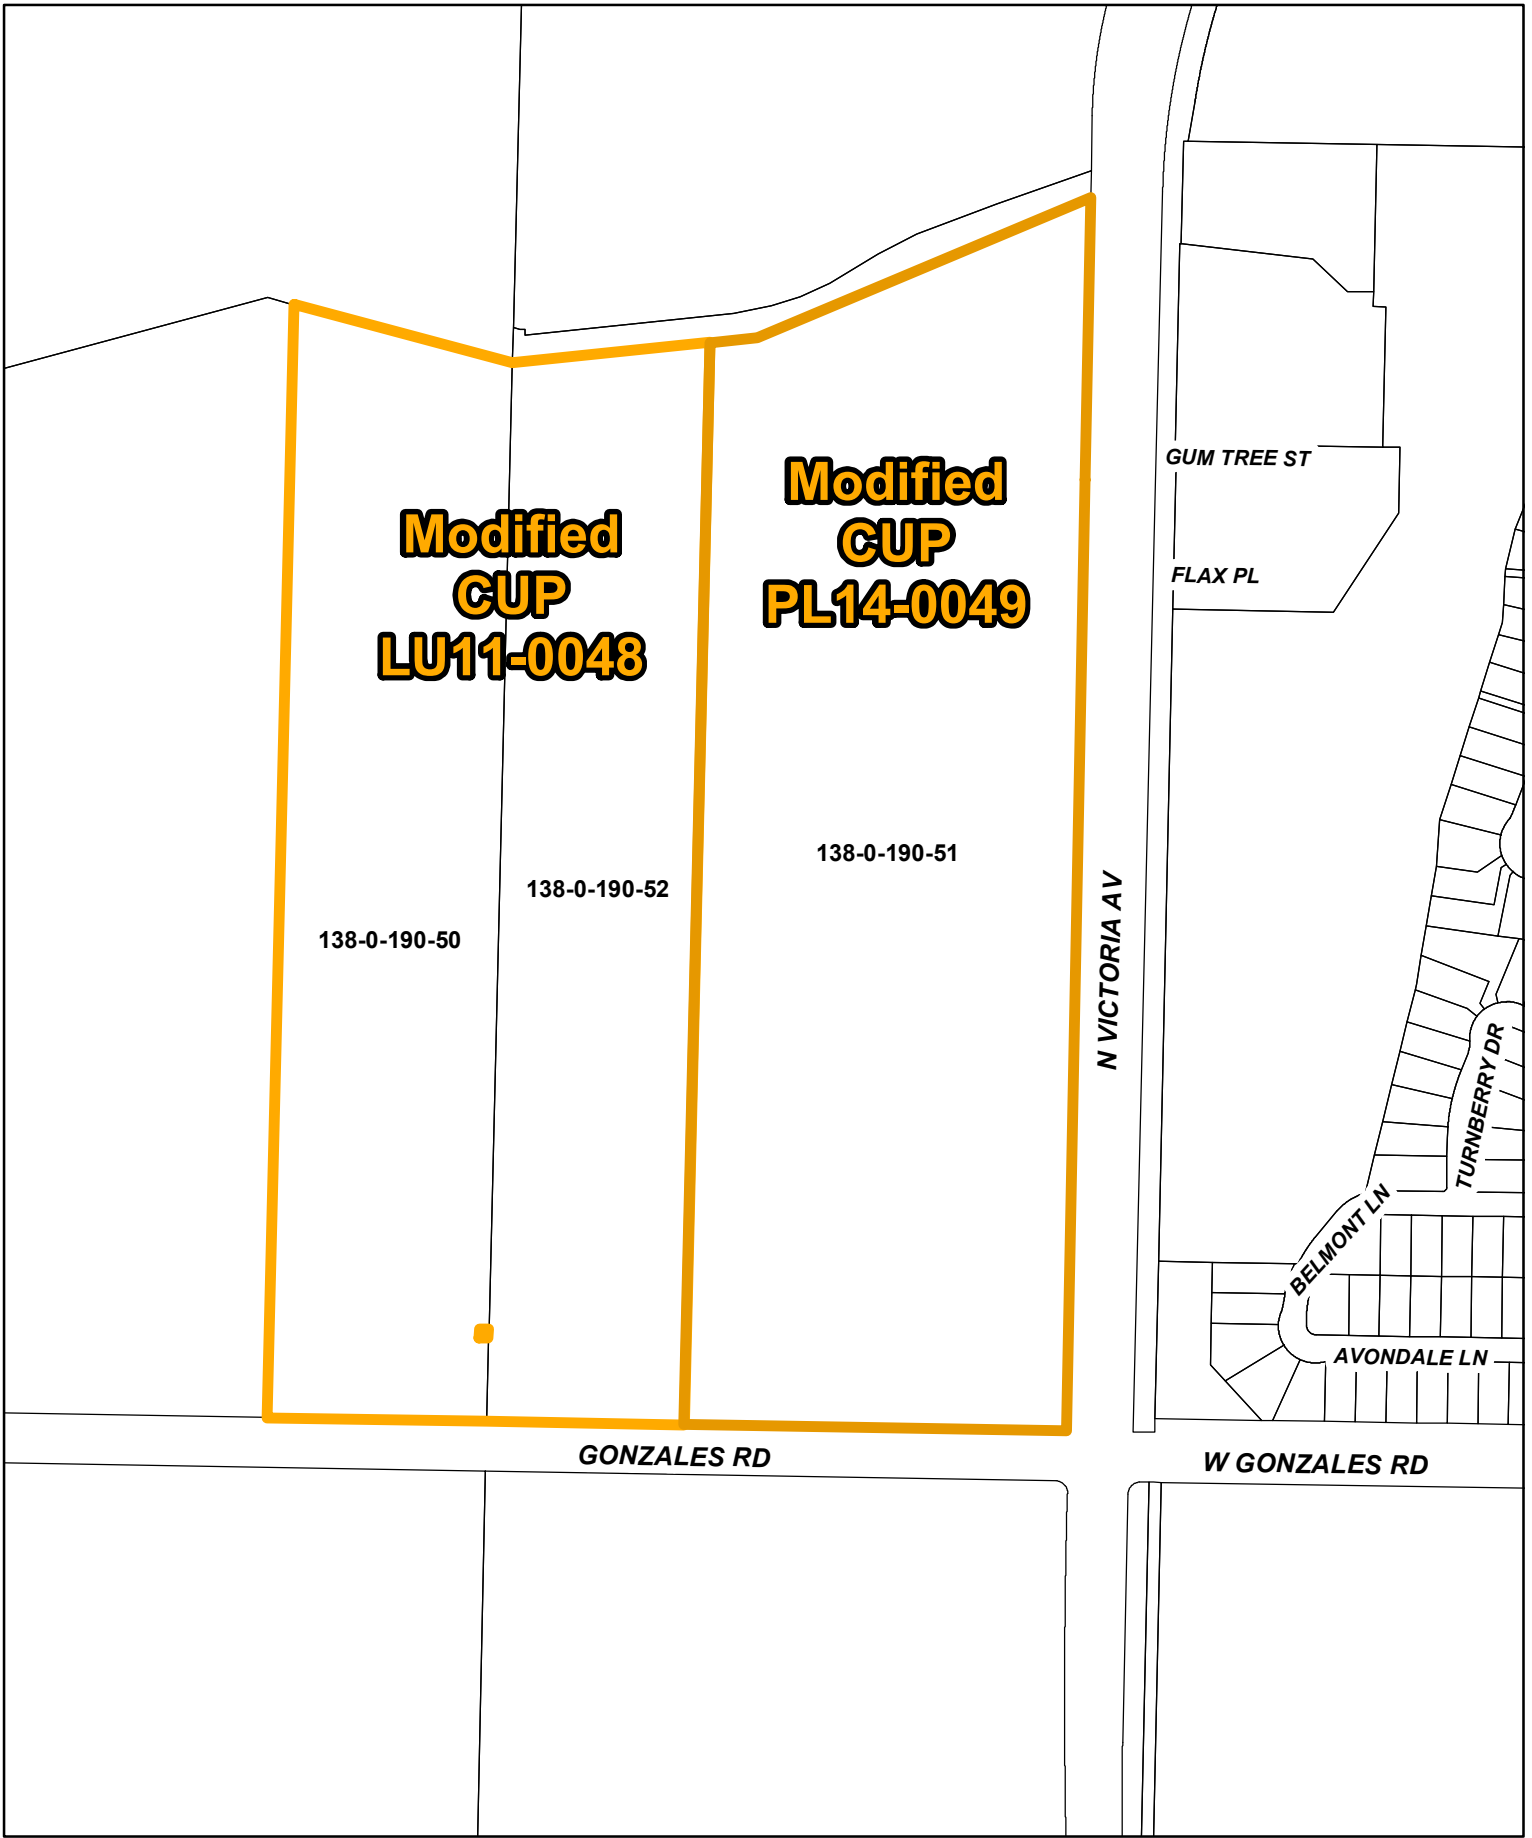 Modified
CUP
LU11-0048
Modified
CUP
PL14-0049
GUM TREE ST
FLAX PL
138-0-190-51
138-0-190-52
138-0-190-50
N VICTORIA AV
TURNBERRY DR
BELMONT LN
AVONDALE LN
GONZALES RD
W GONZALES RD